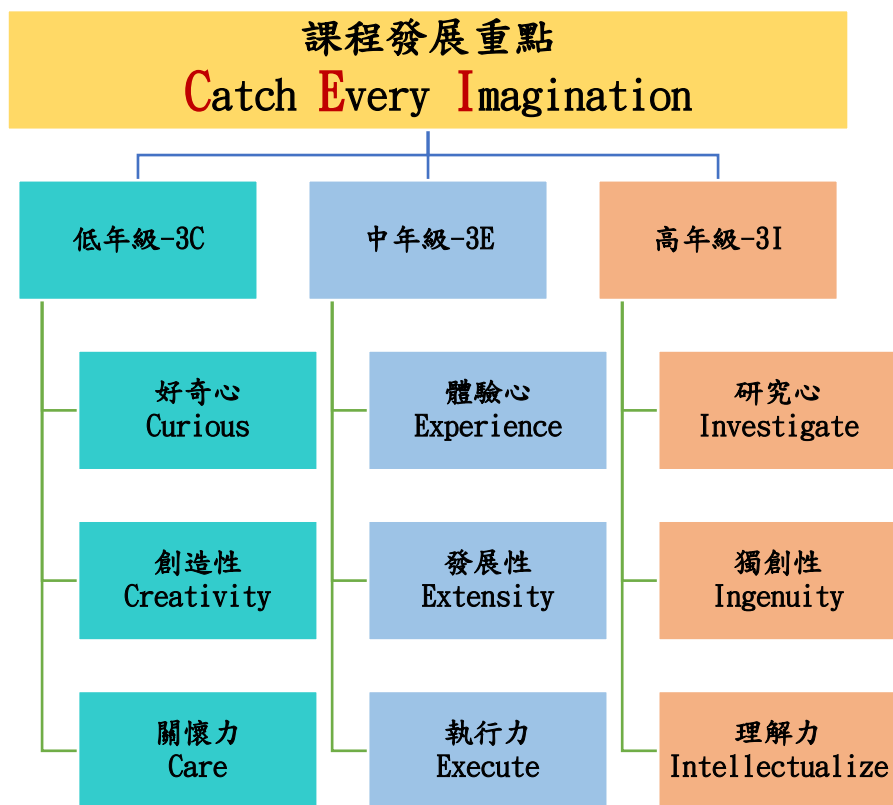 課程發展重點
Catch Every Imagination
低年級-3C
中年級-3E
高年級-3I
好奇心
Curious
體驗心
Experience
研究心
Investigate
創造性
Creativity
發展性
Extensity
獨創性
Ingenuity
關懷力
Care
執行力
Execute
理解力
Intellectualize